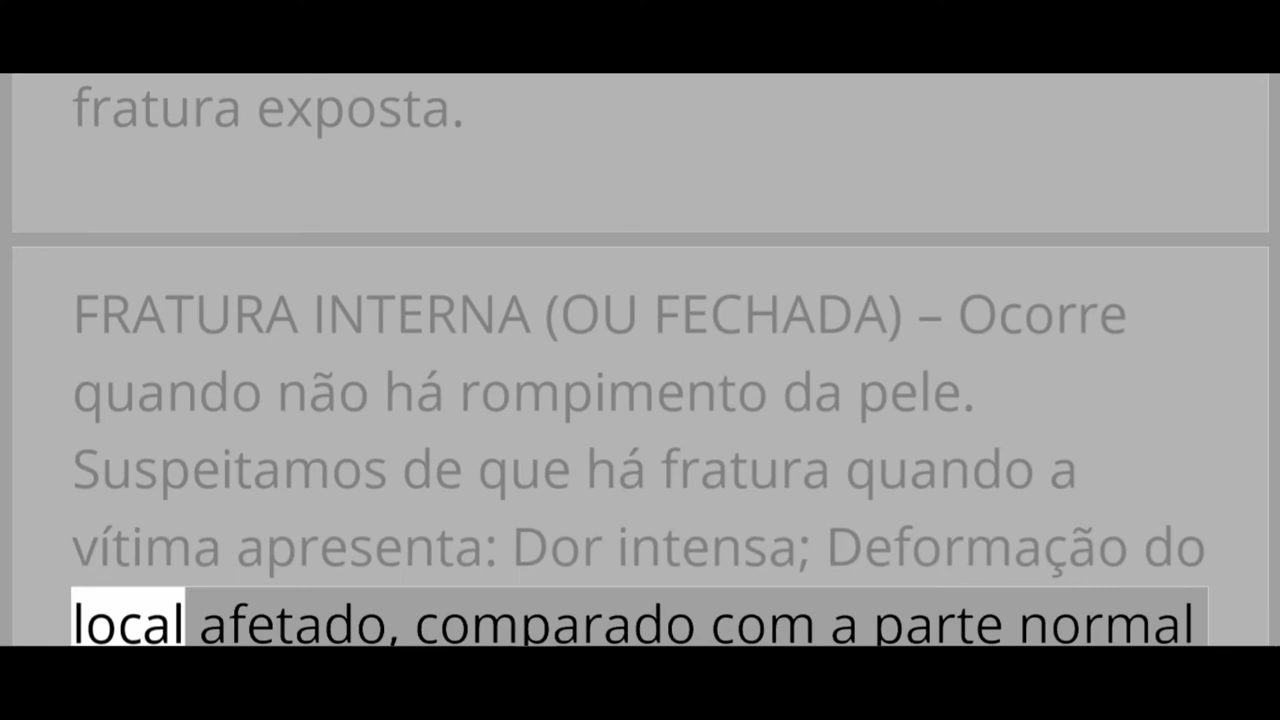 fratura exposta.
FRATURA INTERNA (OU FECHADA) – Ocorre
quando não há rompimento da pele.
Suspeitamos de que há fratura quando a
vítima apresenta: Dor intensa; Deformação do
local afetado, comparado com a parte normal